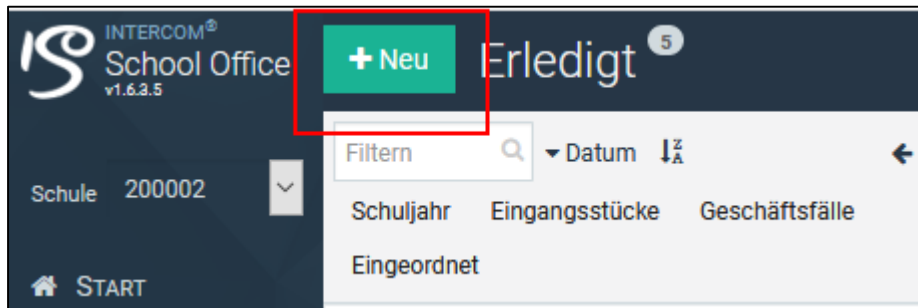 INTERCOM®
School Office
v1.6.3.5
+ Neu
Erledigt 5
Filtern
Datum
Schule 200002
Schuljahr Eingangsstücke Geschäftsfälle
Eingeordnet
START